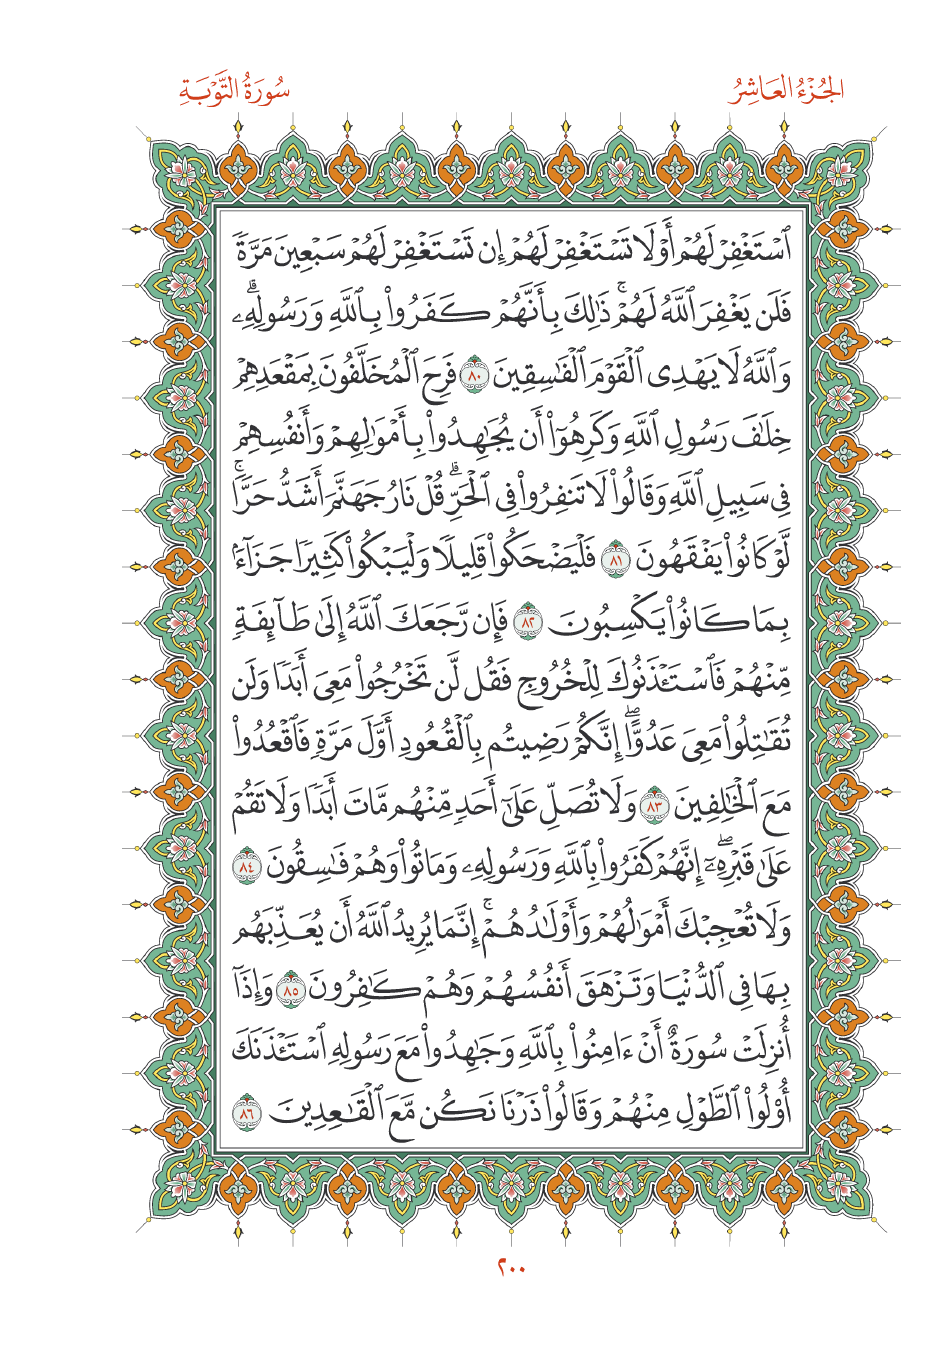 الجُزْءُ العَاشِرُ
سُورَةُ التَّوْبَةِ
ٱسْتَغْفِرْ لَهُمْ أَوْ لَا تَسْتَغْفِرْ لَهُمْ إِن تَسْتَغْفِرْ لَهُمْ سَبْعِينَ مَرَّةً
فَلَن يَغْفِرَ ٱللَّهُ لَهُمْۚ ذَٰلِكَ بِأَنَّهُمْ كَفَرُواْ بِٱللَّهِ وَرَسُولِهِۦۗ
وَٱللَّهُ لَا يَهْدِى ٱلْقَوْمَ ٱلْفَٰسِقِينَ ٨٠ فَرِحَ ٱلْمُخَلَّفُونَ بِمَقْعَدِهِمْ
خِلَٰفَ رَسُولِ ٱللَّهِ وَكَرِهُوٓاْ أَن يُجَٰهِدُواْ بِأَمْوَٰلِهِمْ وَأَنفُسِهِمْ
فِى سَبِيلِ ٱللَّهِ وَقَالُواْ لَا تَنفِرُواْ فِى ٱلْحَرِّۗ قُلْ نَارُ جَهَنَّمَ أَشَدُّ حَرًّاۚ
لَّوْ كَانُواْ يَفْقَهُونَ ٨١ فَلْيَضْحَكُواْ قَلِيلًا وَلْيَبْكُواْ كَثِيرًا جَزَآءًۢ
بِمَا كَانُواْ يَكْسِبُونَ ٨٢ فَإِن رَّجَعَكَ ٱللَّهُ إِلَىٰ طَآئِفَةٍ
مِّنْهُمْ فَٱسْتَـْٔذَنُوكَ لِلْخُرُوجِ فَقُل لَّن تَخْرُجُواْ مَعِىَ أَبَدًا وَلَن
تُقَٰتِلُواْ مَعِىَ عَدُوًّاۖ إِنَّكُمْ رَضِيتُم بِٱلْقُعُودِ أَوَّلَ مَرَّةٍ فَٱقْعُدُواْ
مَعَ ٱلْخَٰلِفِينَ ٨٣ وَلَا تُصَلِّ عَلَىٰٓ أَحَدٍ مِّنْهُم مَّاتَ أَبَدًا وَلَا تَقُمْ
عَلَىٰ قَبْرِهِۦٓۖ إِنَّهُمْ كَفَرُواْ بِٱللَّهِ وَرَسُولِهِۦ وَمَاتُواْ وَهُمْ فَٰسِقُونَ ٨٤
وَلَا تُعْجِبْكَ أَمْوَٰلُهُمْ وَأَوْلَٰدُهُمْۚ إِنَّمَا يُرِيدُ ٱللَّهُ أَن يُعَذِّبَهُم
بِهَا فِى ٱلدُّنْيَا وَتَزْهَقَ أَنفُسُهُمْ وَهُمْ كَٰفِرُونَ ٨٥ وَإِذَآ
أُنزِلَتْ سُورَةٌ أَنْ ءَامِنُواْ بِٱللَّهِ وَجَٰهِدُواْ مَعَ رَسُولِهِ ٱسْتَـْٔذَنَكَ
أُوْلُواْ ٱلطَّوْلِ مِنْهُمْ وَقَالُواْ ذَرْنَا نَكُن مَّعَ ٱلْقَٰعِدِينَ ٨٦
٢٠٠